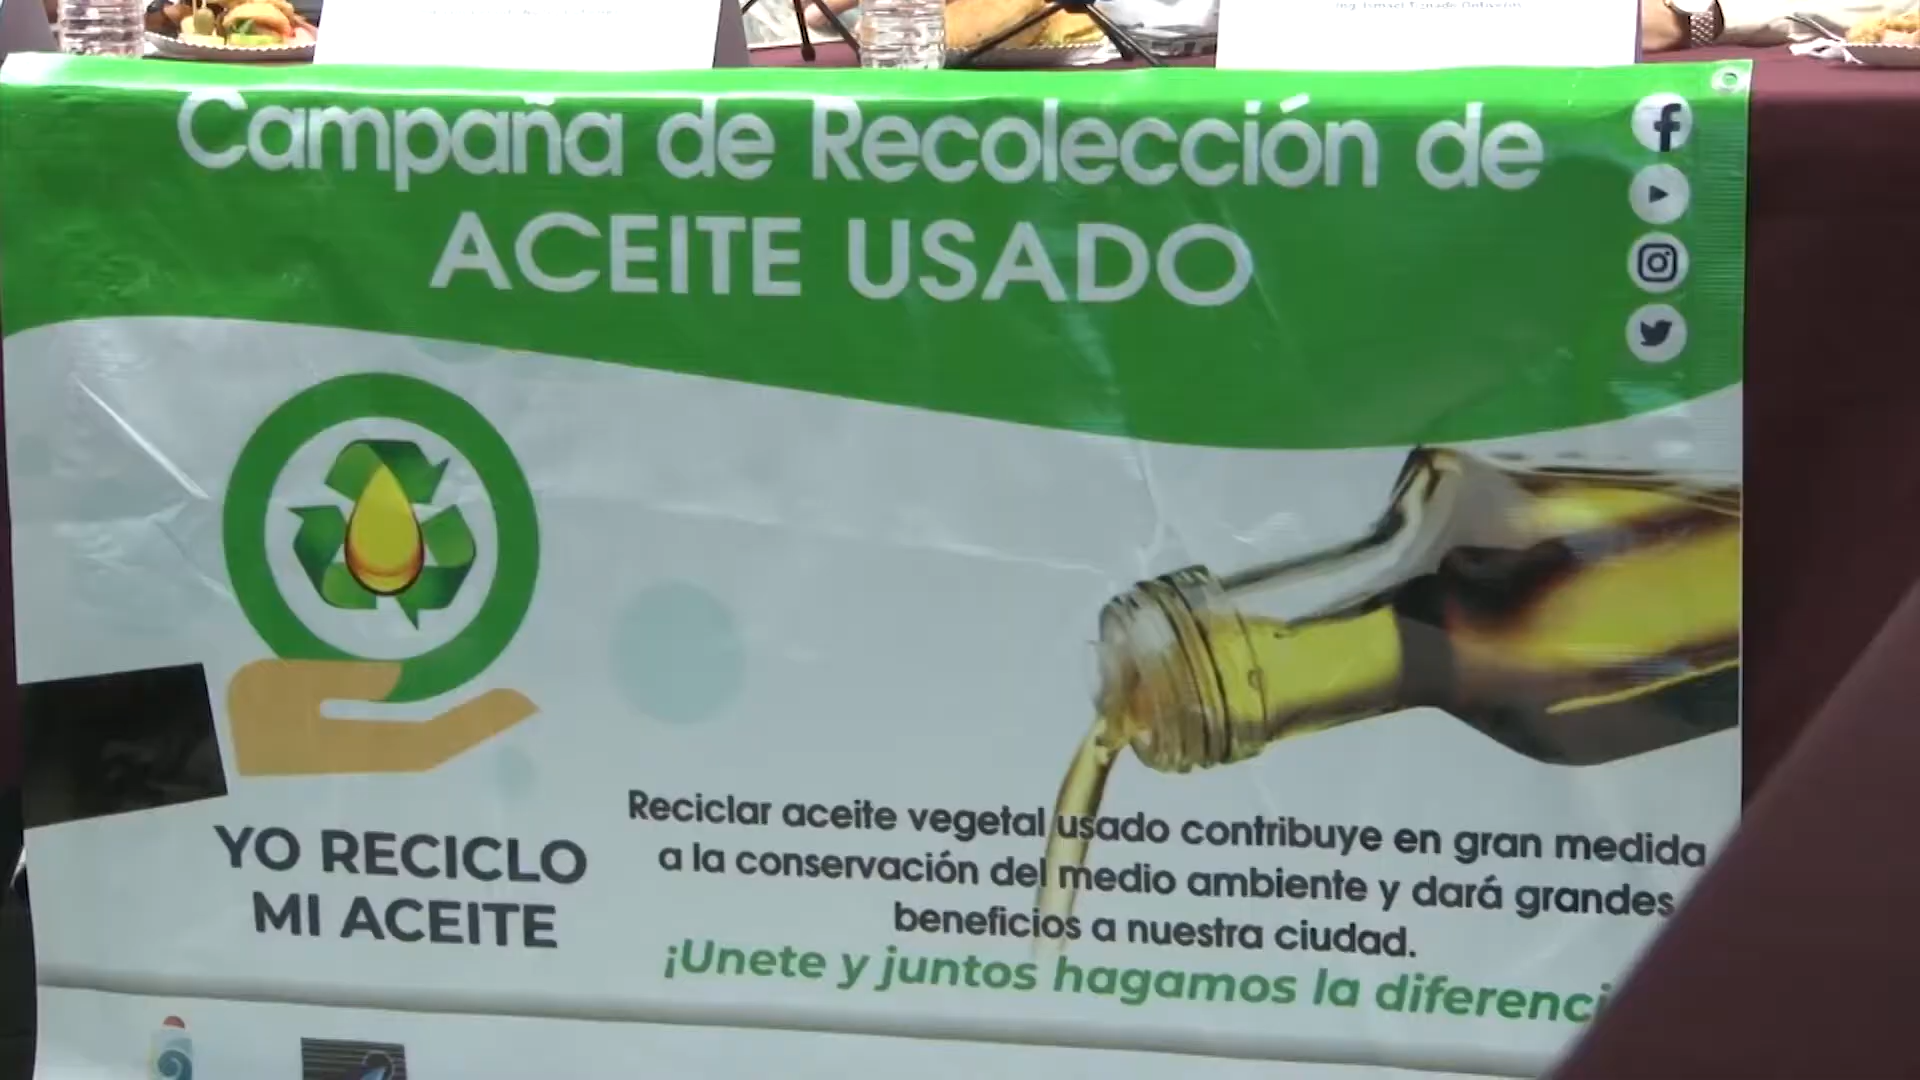 Campaña de Recolección de
ACEITE USADO
YO RECICLO
MI ACEITE
Reciclar aceite vegetal usado contribuye en gran medida
a la conservación del medio ambiente y dará grandes
beneficios a nuestra ciudad.
¡Unete y juntos hagamos la diferenci